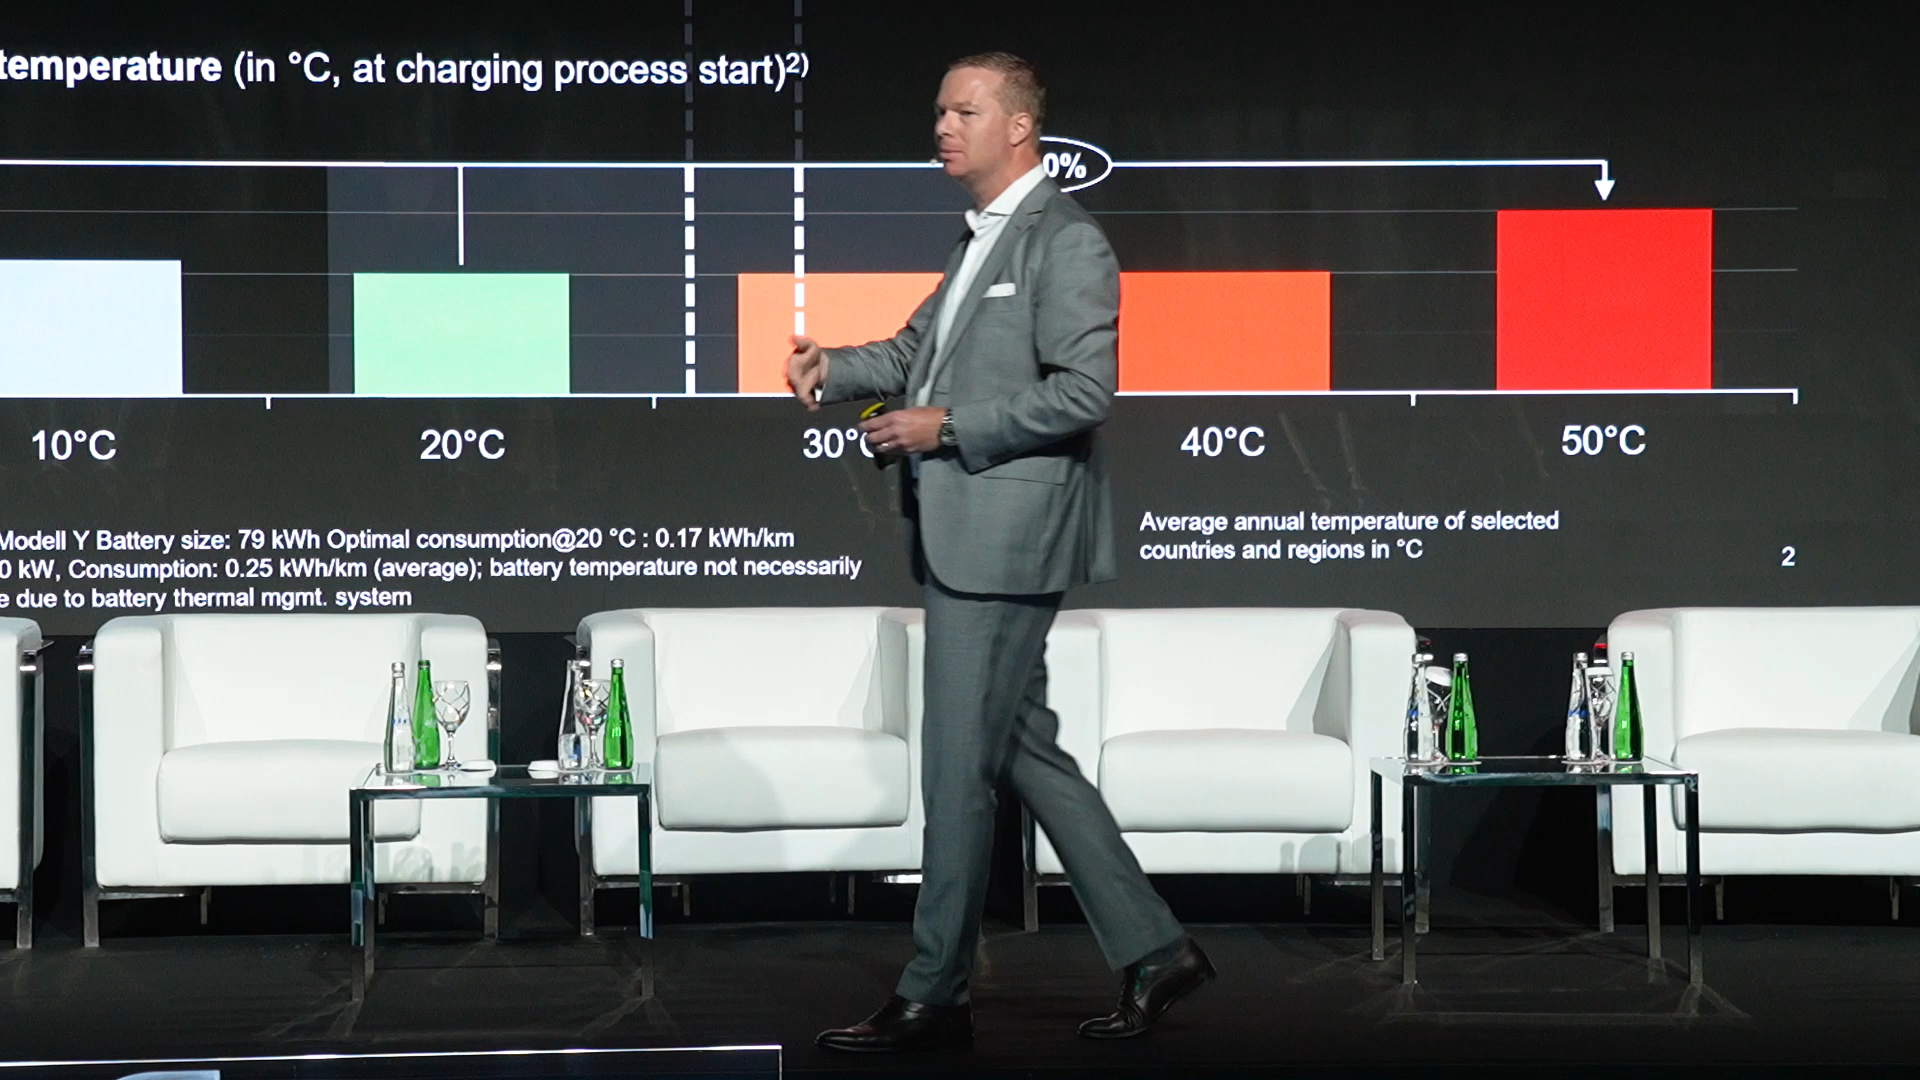 temperature (in °C, at charging process start)2)
0%
10°C 20°C 30°C 40°C 50°C
Modell Y Battery size: 79 kWh Optimal consumption@20 °C : 0.17 kWh/km
0 kW, Consumption: 0.25 kWh/km (average); battery temperature not necessarily
e due to battery thermal mgmt. system
Average annual temperature of selected
countries and regions in °C
2